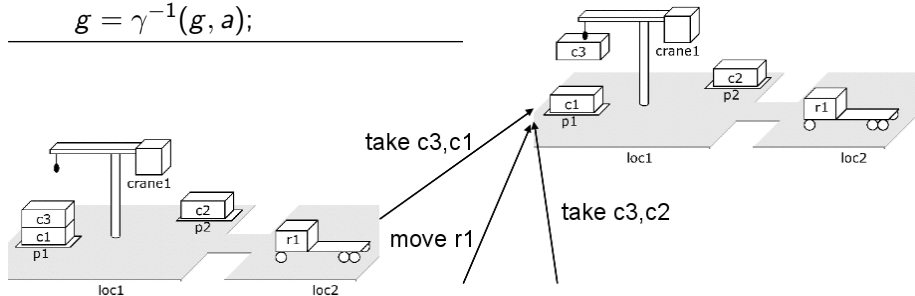 g = γ⁻¹(g, a);
c3
crane1
c1
p1
c2
p2
r1
loc1
loc2
take c3,c1
move r1
take c3,c2
crane1
c3
c1
p1
c2
p2
r1
loc1
loc2